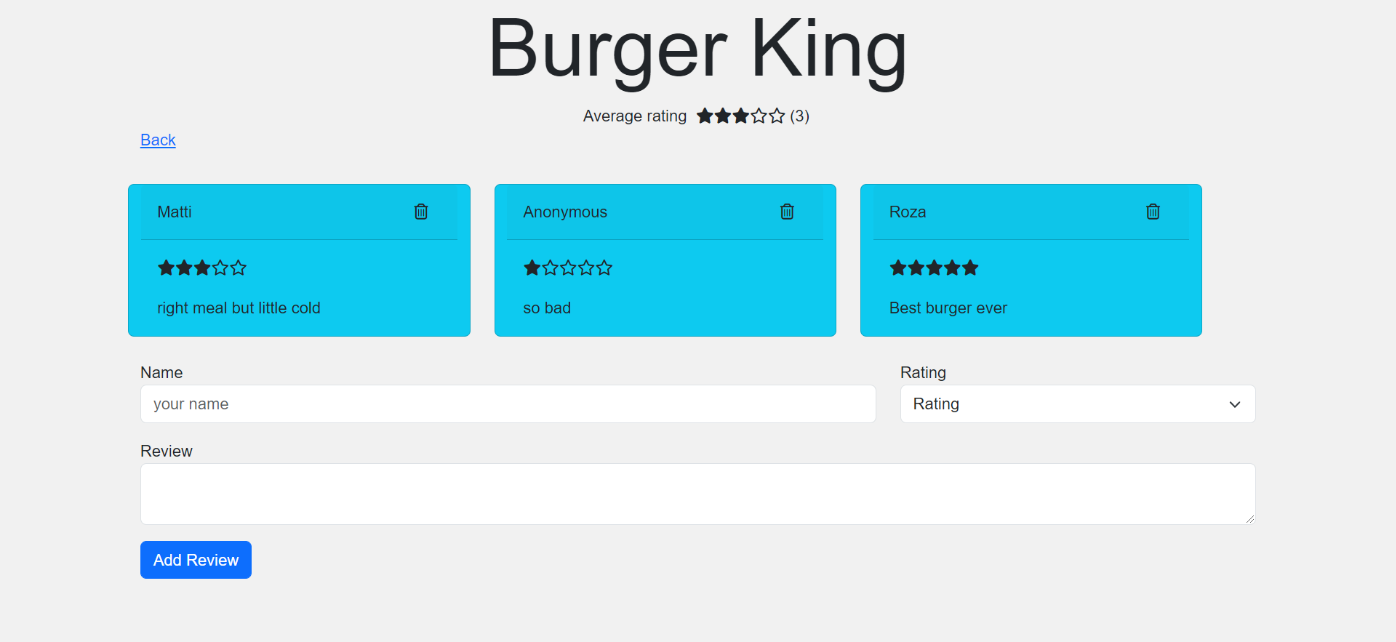 Burger King
Average rating ★★★☆☆ (3)
Back
Matti
★★★☆☆
right meal but little cold
Anonymous
★☆☆☆☆
so bad
Roza
★★★★★
Best burger ever
Name
your name
Rating
Rating
Review
Add Review